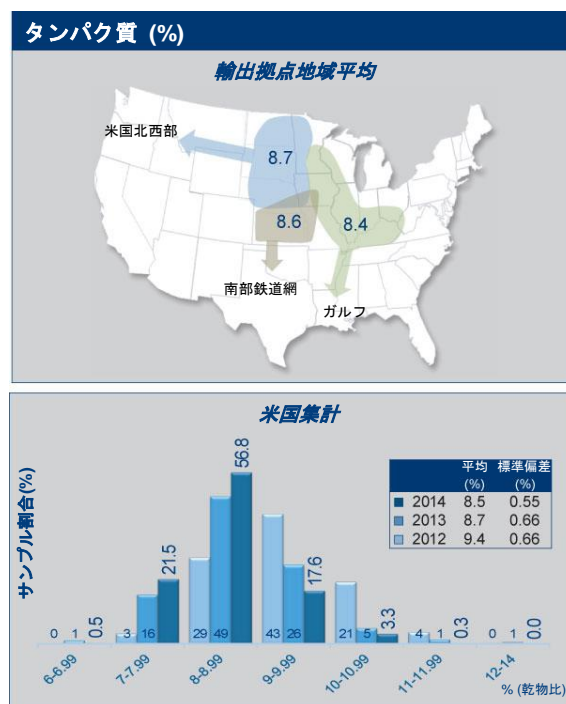 タンパク質 (%)
輸出拠点地域平均
米国北西部
8.7
8.6
8.4
南部鉄道網
ガルフ
米国集計
サンプル割合(%)
平均 標準偏差
(%) (%)
2014 8.5 0.55
2013 8.7 0.66
2012 9.4 0.66
0 1 0.5
3 16 21.5
29 49 56.8
43 26 17.6
21 5 3.3
4 1 0.3
0 1 0.0
6-6.99 7-7.99 8-8.99 9-9.99 10-10.99 11-11.99 12-14
% (乾物比)